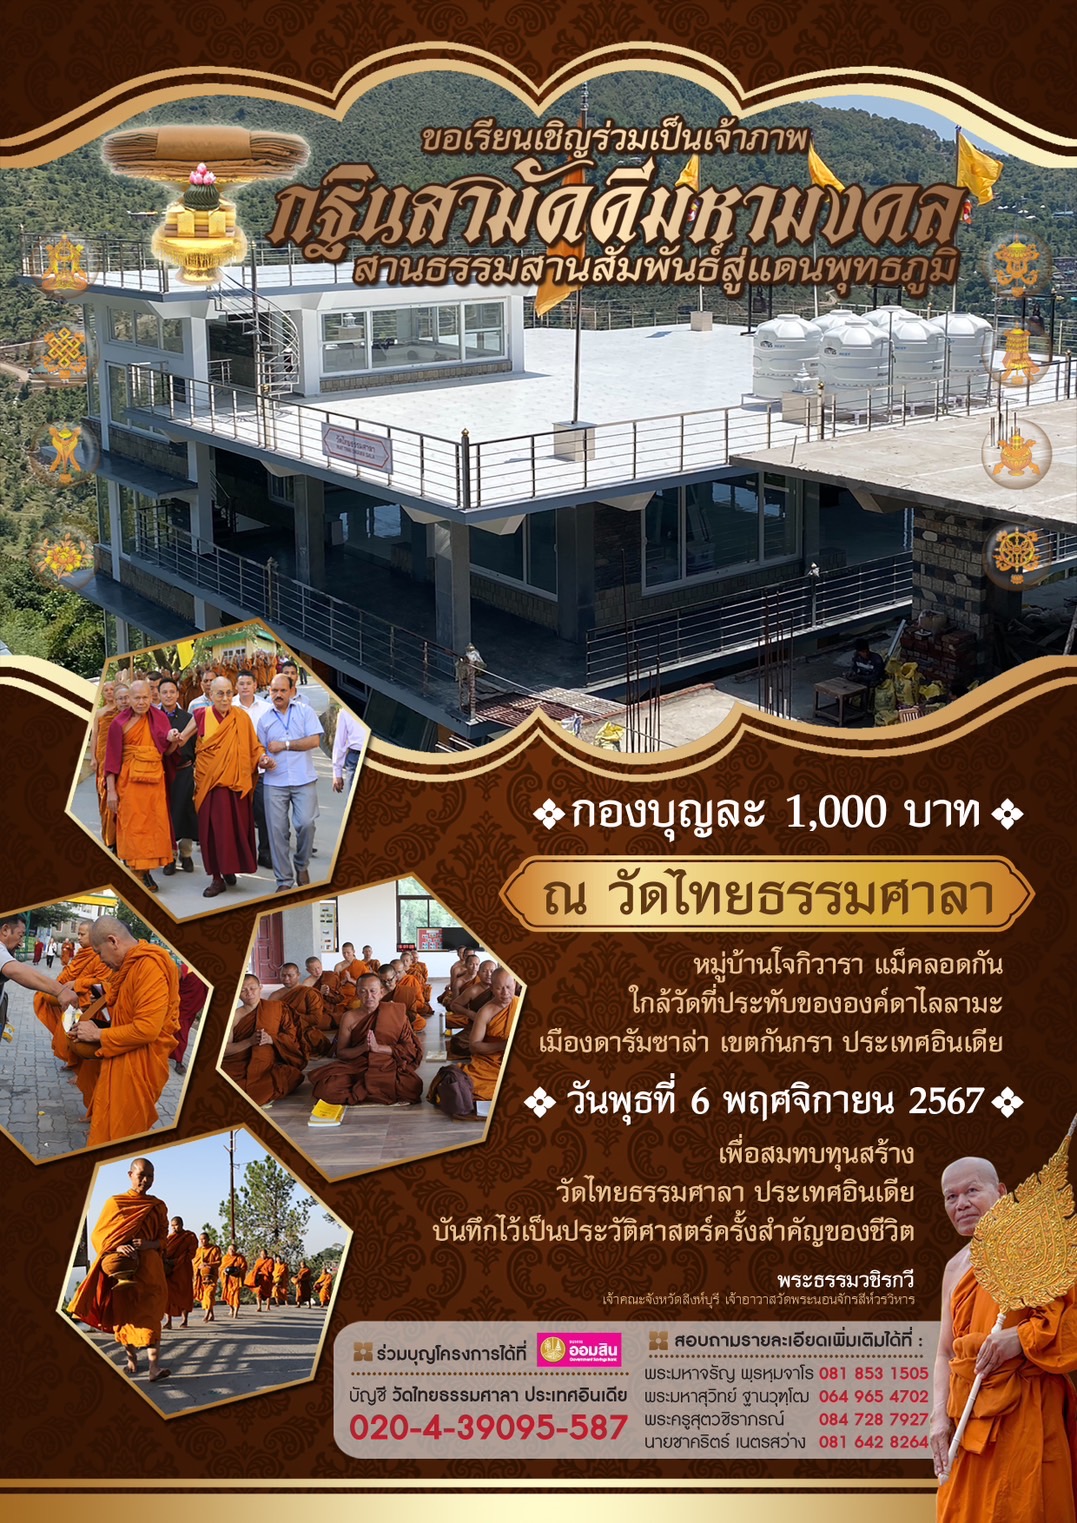 ขอเรียนเชิญร่วมเป็นเจ้าภาพ
กฐินสามัคคีมหามงคล
สานธรรมสานสัมพันธ์สู่แดนพุทธภูมิ
วัดไทยธรรมศาลา
กองบุญละ 1,000 บาท
ณ วัดไทยธรรมศาลา
หมู่บ้านโจกิวารา แม็คลอดกัน
ใกล้วัดที่ประทับขององค์ดาไลลามะ
เมืองดารัมซาล่า เขตกันกรา ประเทศอินเดีย
วันพุธที่ 6 พฤศจิกายน 2567
เพื่อสมทบทุนสร้าง
วัดไทยธรรมศาลา ประเทศอินเดีย
บันทึกไว้เป็นประวัติศาสตร์ครั้งสำคัญของชีวิต
พระธรรมวชิรกวี
เจ้าคณะจังหวัดสิงห์บุรี เจ้าอาวาสวัดพระนอนจักรสีห์วรวิหาร
ร่วมบุญโครงการได้ที่ ออมสิน
Government Savings Bank
บัญชี วัดไทยธรรมศาลา ประเทศอินเดีย
020-4-39095-587
สอบถามรายละเอียดเพิ่มเติมได้ที่ :
พระมหาจรัญ พฺรหฺมจาโร 081 853 1505
พระมหาสุวิทย์ ฐานวุฑฺโฒ 064 965 4702
พระครูสุตวชิราภรณ์ 084 728 7927
นายชาคริตร์ เนตรสว่าง 081 642 8264